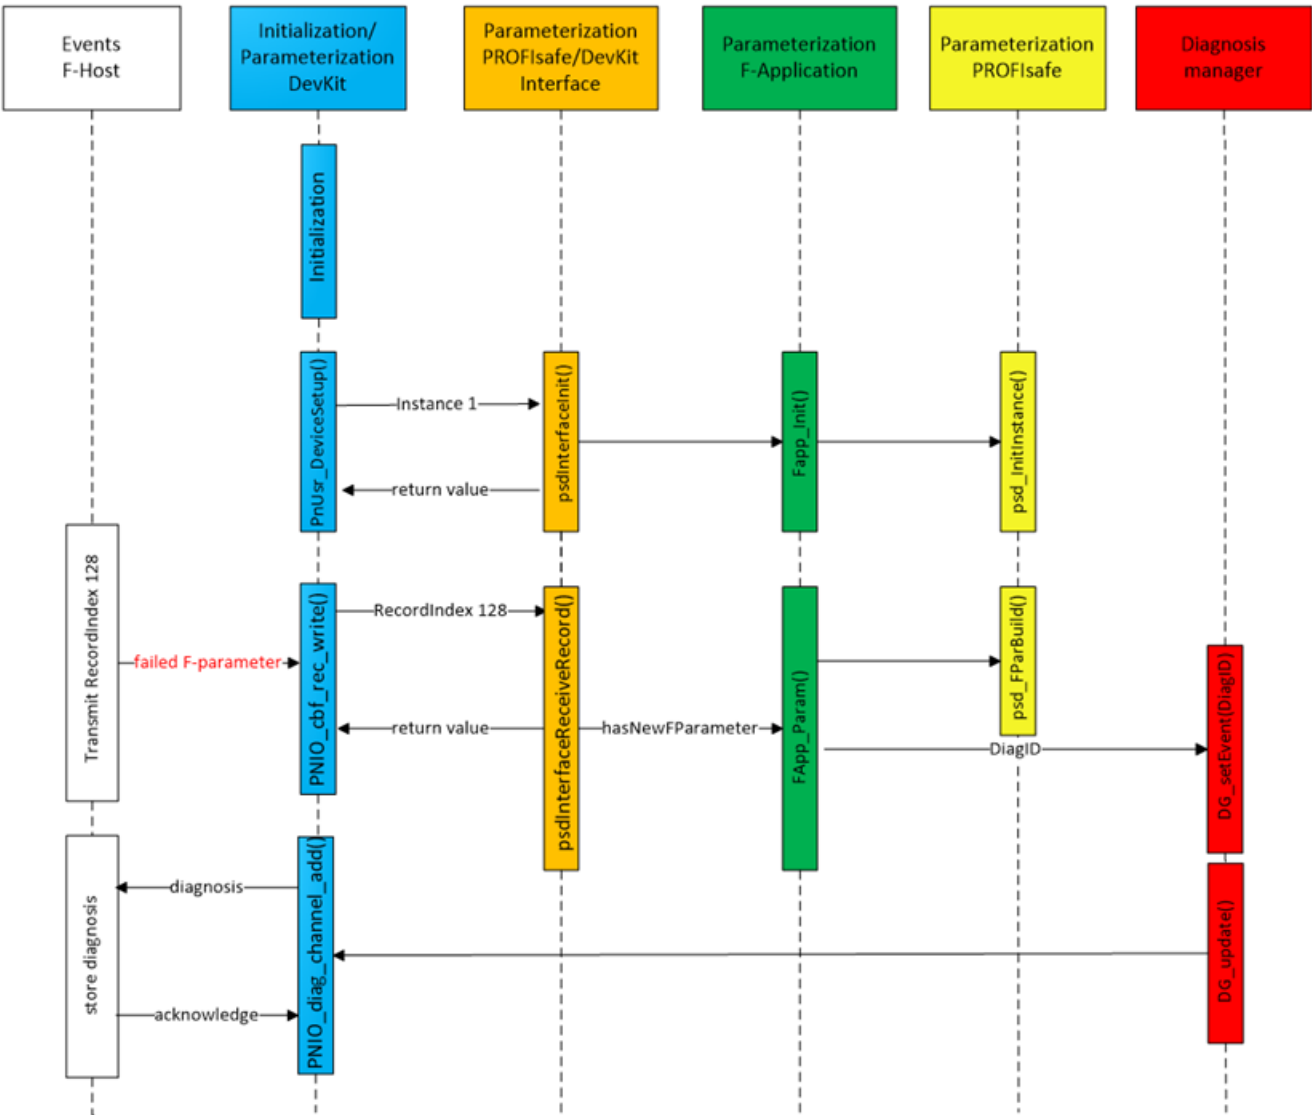 Events
F-Host
Initialization/
Parameterization
DevKit
Parameterization
PROFIsafe/DevKit
Interface
Parameterization
F-Application
Parameterization
PROFIsafe
Diagnosis
manager
Initialization
PnUsr_DeviceSetup()
Instance 1
psdInterfaceInit()
Fapp_Init()
psd_InitInstance()
return value
Transmit RecordIndex 128
PNIO_cbf_rec_write()
RecordIndex 128
psdInterfaceReceiveRecord()
FApp_Param()
psd_FParBuild()
failed F-parameter
return value
hasNewFParameter
DiagID
DG_setEvent(DiagID)
store diagnosis
PNIO_diag_channel_add()
diagnosis
DG_update()
acknowledge